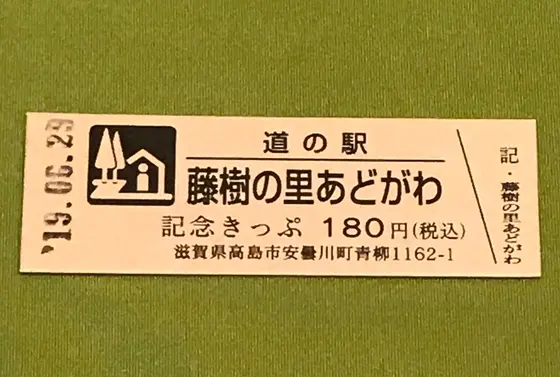 '19.06.29
道の駅
藤樹の里あどがわ
記念きっぷ 180円(税込)
滋賀県高島市安曇川町青柳1162-1
記・藤樹の里あどがわ